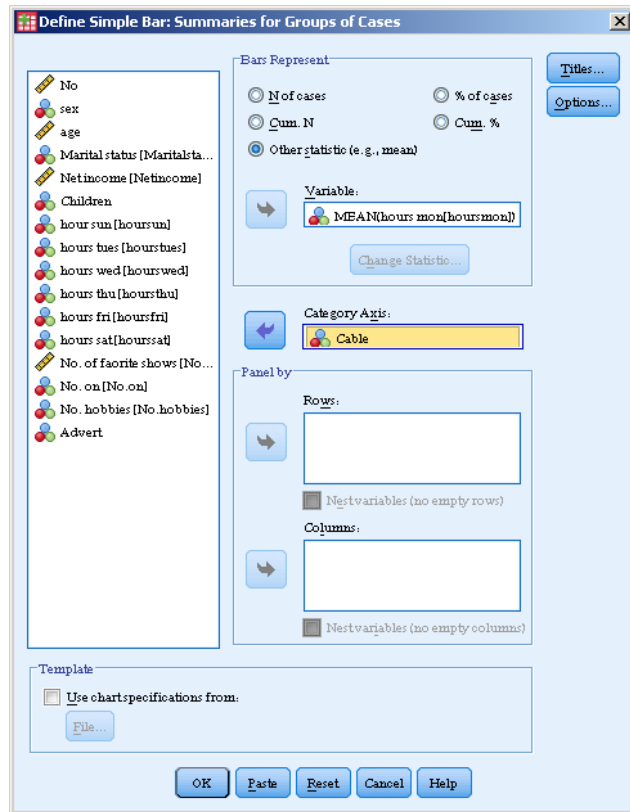 Define Simple Bar: Summaries for Groups of Cases
No
sex
age
Marital status [Maritalsta...
Netincome [Netincome]
Children
hour sun [hoursun]
hours tues [hourstues]
hours wed [hourswed]
hours thu [hoursthu]
hours fri [hoursfri]
hours sat[hourssat]
No. of faorite shows [No...
No. on [No.on]
No. hobbies [No.hobbies]
Advert
Bars Represent
N of cases
% of cases
Cum. N
Cum. %
Other statistic (e.g., mean)
Variable:
MEAN(hours mon[hoursmon])
Change Statistic...
Category Axis:
Cable
Panel by
Rows:
Nest variables (no empty rows)
Columns:
Nest variables (no empty columns)
Titles...
Options...
Template
Use chart specifications from:
File...
OK
Paste
Reset
Cancel
Help